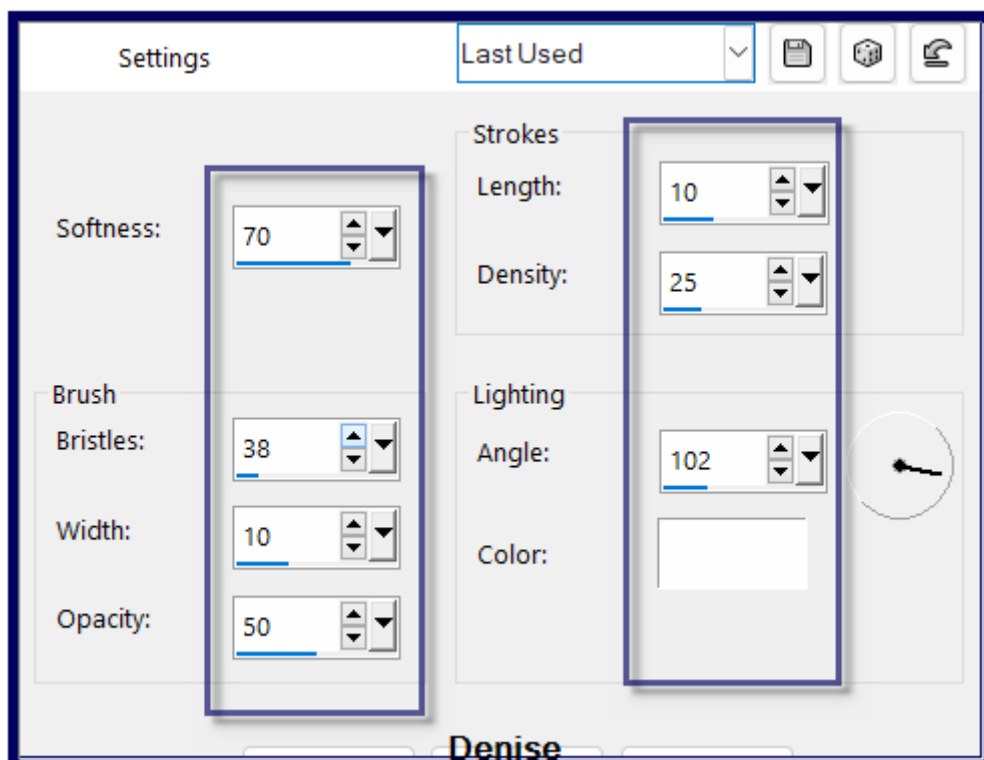 Settings
Last Used
Softness:
70
Brush
Bristles:
38
Width:
10
Opacity:
50
Strokes
Length:
10
Density:
25
Lighting
Angle:
102
Color:
Denise